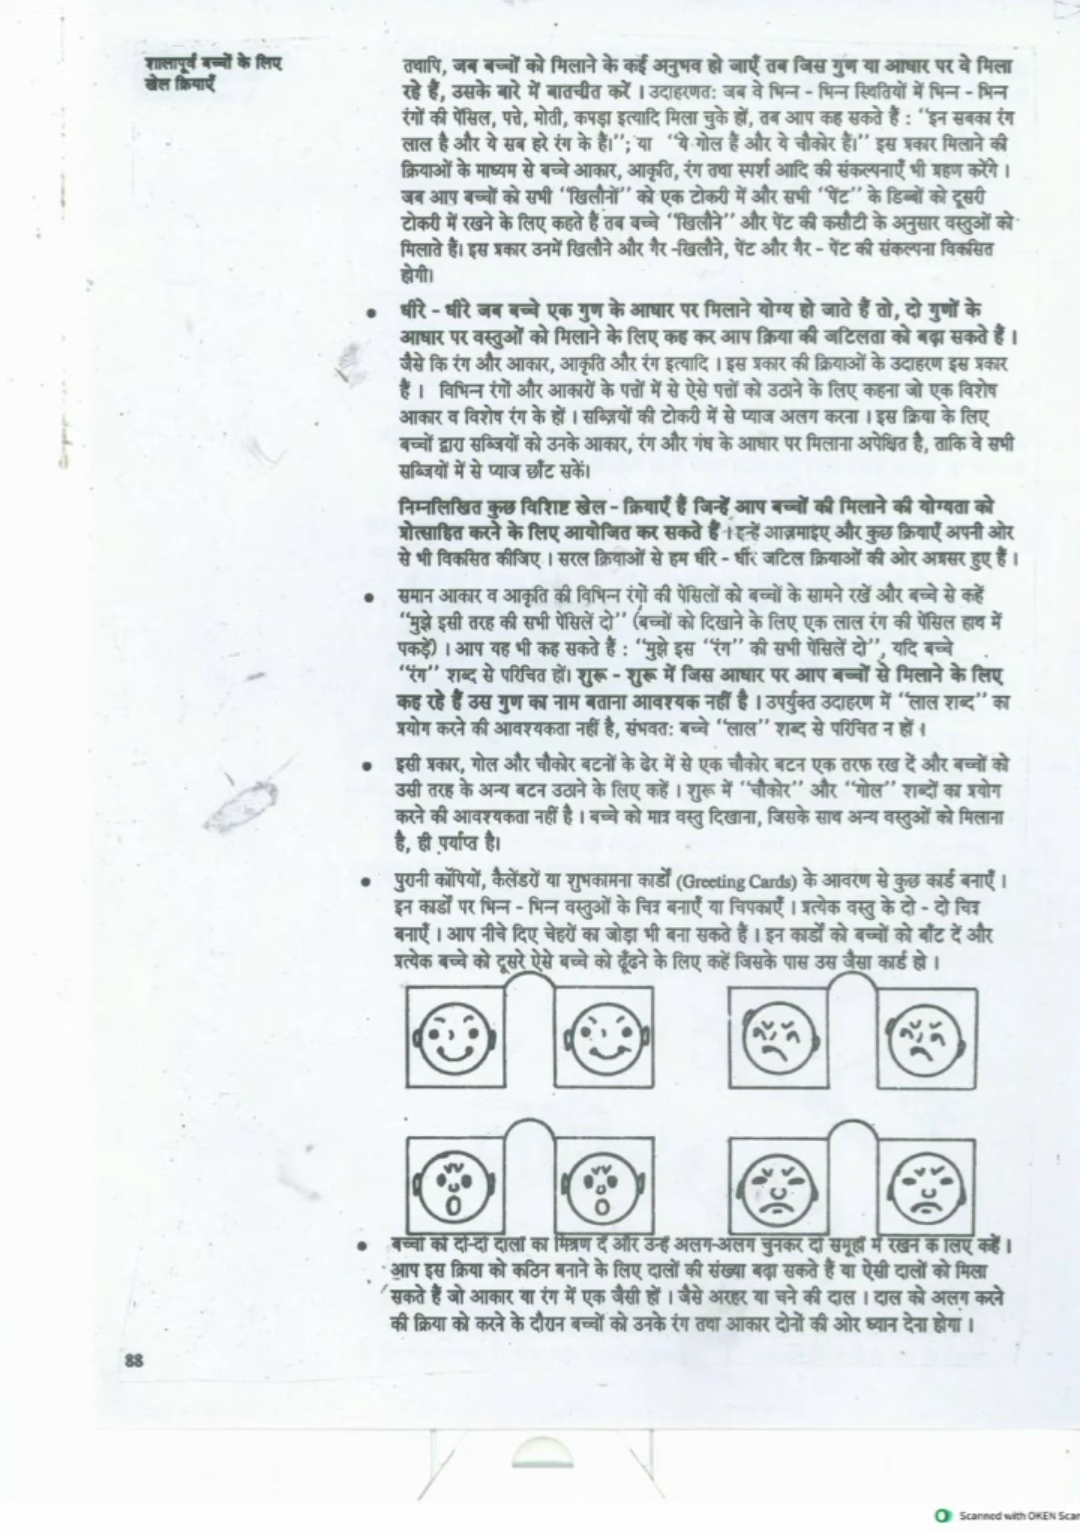 शालापूर्व बच्चों के लिए
खेल क्रियाएँ
तथापि, जब बच्चों को मिलाने के कई अनुभव हो जाएँ तब जिस गुण या आधार पर वे मिला
रहे हैं, उसके बारे में बातचीत करें । उदाहरणत: जब वे भिन्न - भिन्न स्थितियों में भिन्न - भिन्न
रंगों की पेंसिल, पत्ते, मोती, कपड़ा इत्यादि मिला चुके हों, तब आप कह सकते हैं : "इन सबका रंग
लाल है और ये सब हरे रंग के हैं।"; या "ये गोल हैं और ये चौकोर हैं।" इस प्रकार मिलाने की
क्रियाओं के माध्यम से बच्चे आकार, आकृति, रंग तथा स्पर्श आदि की संकल्पनाएँ भी ग्रहण करेंगे ।
जब आप बच्चों को सभी "खिलौनों" को एक टोकरी में और सभी "पेंट" के डिब्बों को दूसरी
टोकरी में रखने के लिए कहते हैं तब बच्चे "खिलौने" और पेंट की कसौटी के अनुसार वस्तुओं को
मिलाते हैं। इस प्रकार उनमें खिलौने और गैर -खिलौने, पेंट और गैर - पेंट की संकल्पना विकसित
होगी।
• धीरे - धीरे जब बच्चे एक गुण के आधार पर मिलाने योग्य हो जाते हैं तो, दो गुणों के
आधार पर वस्तुओं को मिलाने के लिए कह कर आप क्रिया की जटिलता को बढ़ा सकते हैं ।
जैसे कि रंग और आकार, आकृति और रंग इत्यादि । इस प्रकार की क्रियाओं के उदाहरण इस प्रकार
हैं । विभिन्न रंगों और आकारों के पत्तों में से ऐसे पत्तों को उठाने के लिए कहना जो एक विशेष
आकार व विशेष रंग के हों । सब्ज़ियों की टोकरी में से प्याज अलग करना । इस क्रिया के लिए
बच्चों द्वारा सब्जियों को उनके आकार, रंग और गंध के आधार पर मिलाना अपेक्षित है, ताकि वे सभी
सब्जियों में से प्याज छाँट सकें।
निम्नलिखित कुछ विशिष्ट खेल - क्रियाएँ हैं जिन्हें आप बच्चों की मिलाने की योग्यता को
प्रोत्साहित करने के लिए आयोजित कर सकते हैं । इन्हें आज़माइए और कुछ क्रियाएँ अपनी ओर
से भी विकसित कीजिए । सरल क्रियाओं से हम धीरे - धीरे जटिल क्रियाओं की ओर अग्रसर हुए हैं ।
• समान आकार व आकृति की विभिन्न रंगों की पेंसिलों को बच्चों के सामने रखें और बच्चे से कहें
"मुझे इसी तरह की सभी पेंसिलें दो" (बच्चों को दिखाने के लिए एक लाल रंग की पेंसिल हाथ में
पकड़ें) । आप यह भी कह सकते हैं : "मुझे इस "रंग" की सभी पेंसिलें दो", यदि बच्चे
"रंग" शब्द से परिचित हों। शुरू - शुरू में जिस आधार पर आप बच्चों से मिलाने के लिए
कह रहे हैं उस गुण का नाम बताना आवश्यक नहीं है । उपर्युक्त उदाहरण में "लाल शब्द" का
प्रयोग करने की आवश्यकता नहीं है, संभवत: बच्चे "लाल" शब्द से परिचित न हों ।
• इसी प्रकार, गोल और चौकोर बटनों के ढेर में से एक चौकोर बटन एक तरफ रख दें और बच्चों को
उसी तरह के अन्य बटन उठाने के लिए कहें । शुरू में "चौकोर" और "गोल" शब्दों का प्रयोग
करने की आवश्यकता नहीं है । बच्चे को मात्र वस्तु दिखाना, जिसके साथ अन्य वस्तुओं को मिलाना
है, ही पर्याप्त है।
• पुरानी कॉपियों, कैलेंडरों या शुभकामना कार्डों (Greeting Cards) के आवरण से कुछ कार्ड बनाएँ ।
इन कार्डों पर भिन्न - भिन्न वस्तुओं के चित्र बनाएँ या चिपकाएँ । प्रत्येक वस्तु के दो - दो चित्र
बनाएँ । आप नीचे दिए चेहरों का जोड़ा भी बना सकते हैं । इन कार्डों को बच्चों को बाँट दें और
प्रत्येक बच्चे को दूसरे ऐसे बच्चे को ढूँढने के लिए कहें जिसके पास उस जैसा कार्ड हो ।
• बच्चों को दो-दो दालों का मिश्रण दें और उन्हें अलग-अलग चुनकर दो समूहों में रखने के लिए कहें ।
आप इस क्रिया को कठिन बनाने के लिए दालों की संख्या बढ़ा सकते हैं या ऐसी दालों को मिला
सकते हैं जो आकार या रंग में एक जैसी हों । जैसे अरहर या चने की दाल । दाल को अलग करने
की क्रिया को करने के दौरान बच्चों को उनके रंग तथा आकार दोनों की ओर ध्यान देना होगा ।
88
Scanned with OKEN Scan